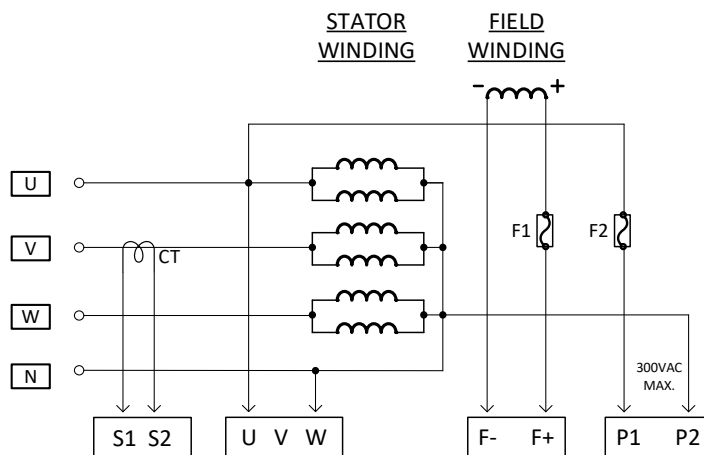 STATOR
WINDING
FIELD
WINDING
- +
U
V
CT
F1
F2
W
N
300VAC
MAX.
S1 S2
U V W
F- F+
P1 P2